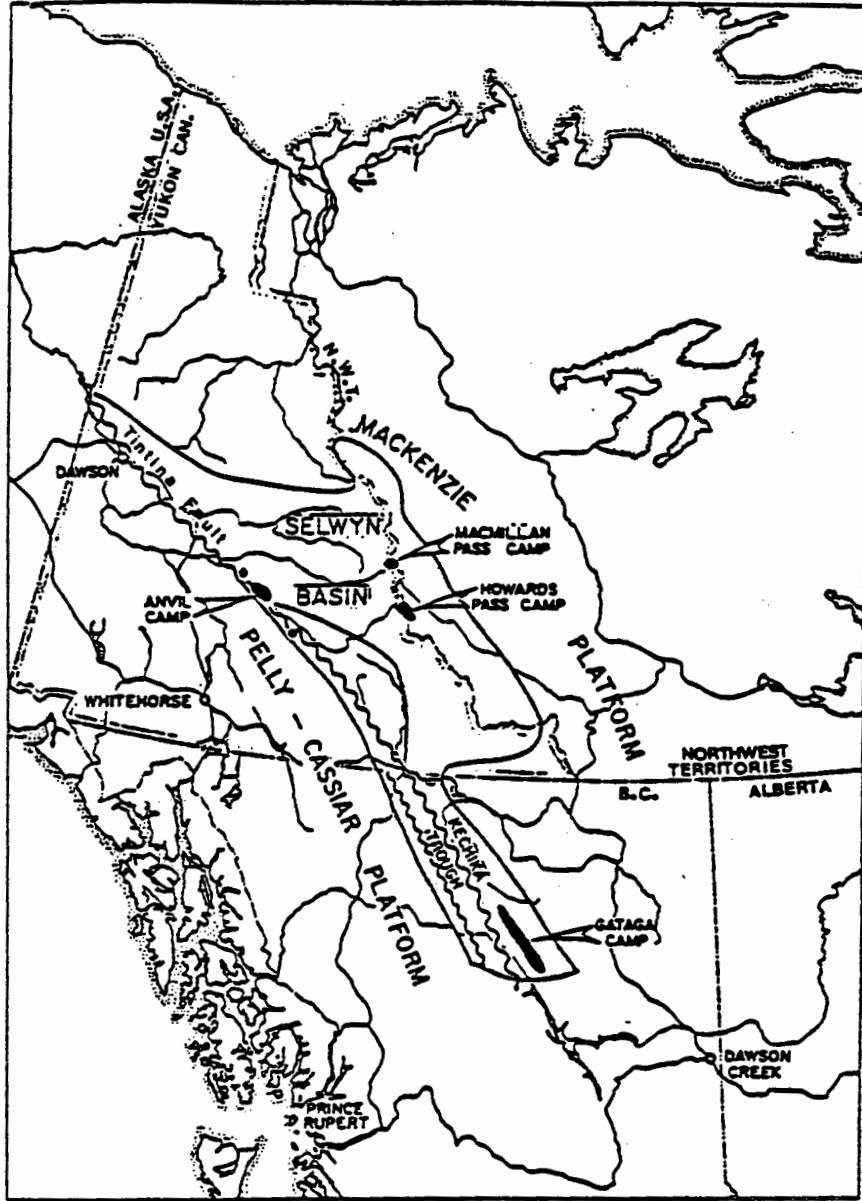 ALASKA U.S.A.
YUKON CAN.
N.W.T.
MACKENZIE
PLATFORM
Tintina Fault
DAWSON
SELWYN
BASIN
MACMILLAN
PASS CAMP
HOWARDS
PASS CAMP
ANVIL
CAMP
PELLY - CASSIAR
PLATFORM
WHITEHORSE
NORTHWEST
TERRITORIES
B.C.
ALBERTA
KECHIKA
TROUGH
GATAGA
CAMP
DAWSON
CREEK
PRINCE
RUPERT